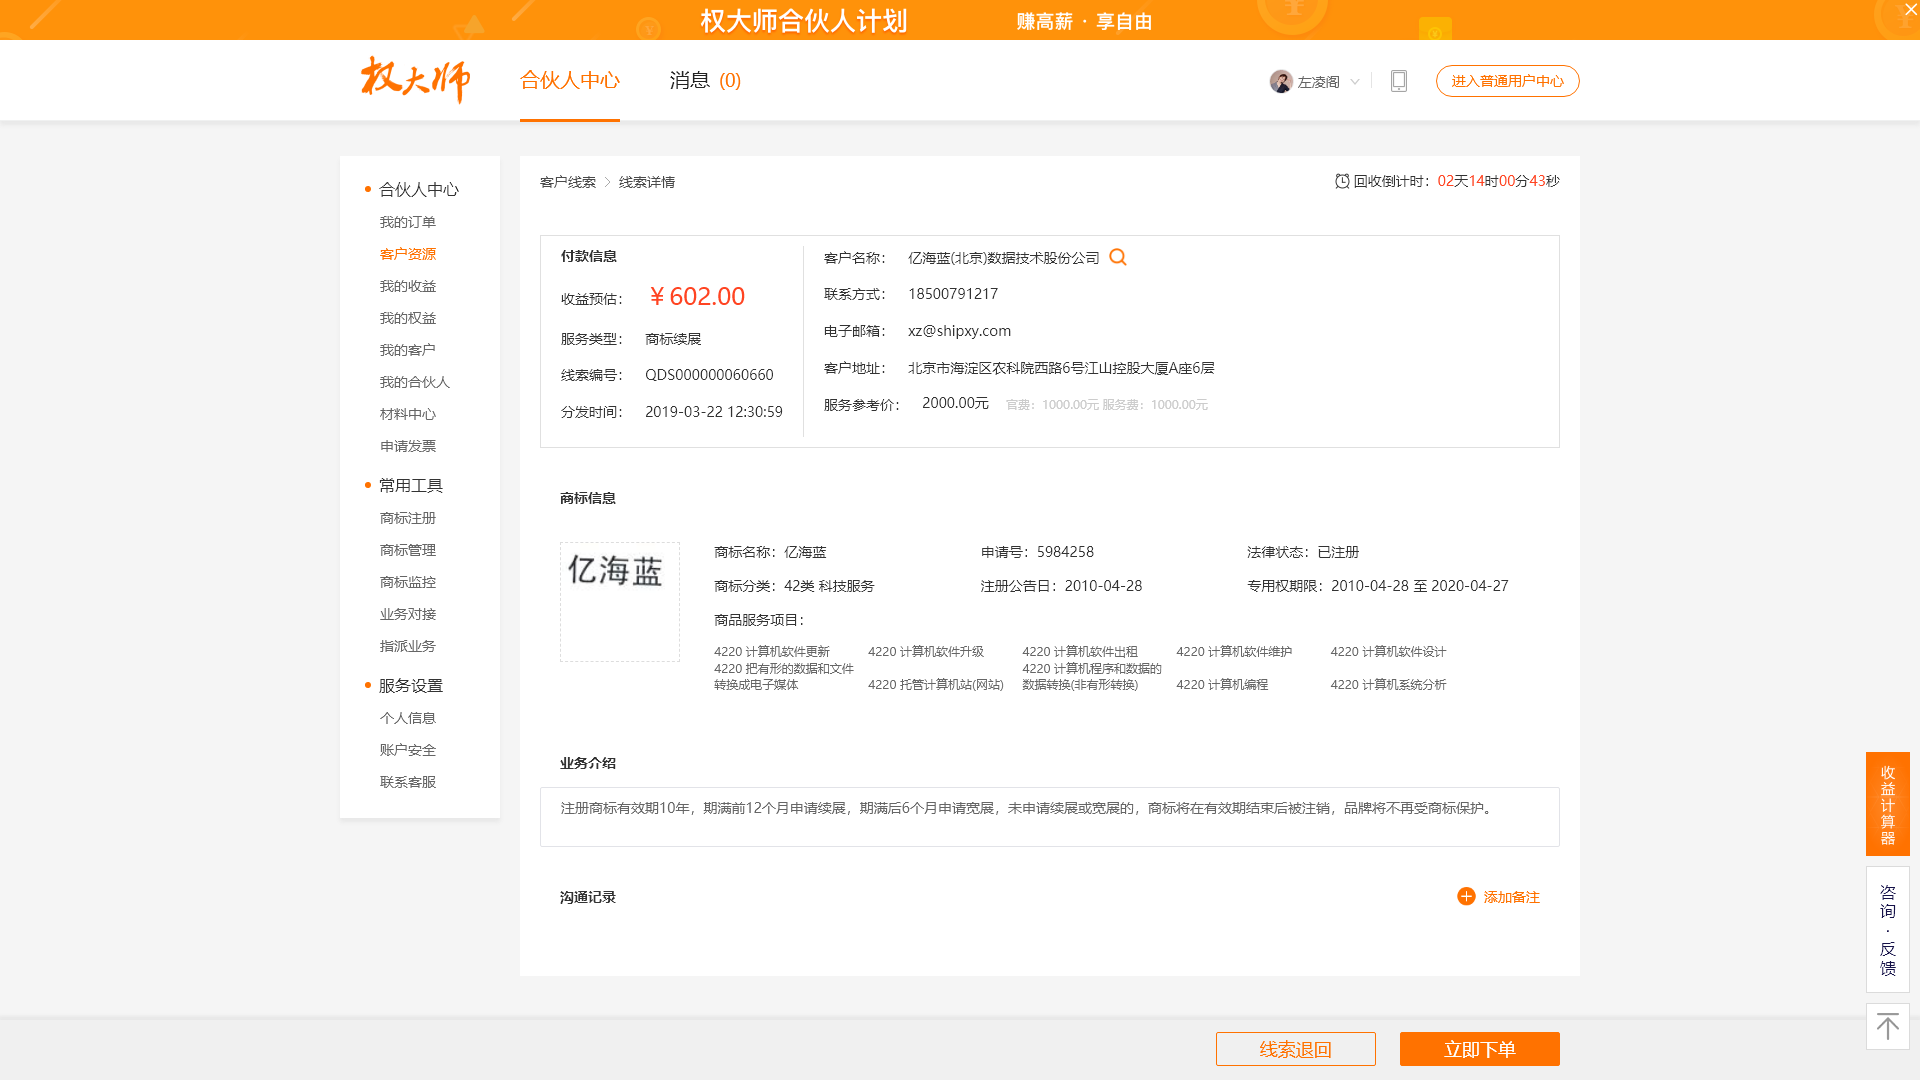 权大师合伙人计划 赚高薪 · 享自由
权大师 合伙人中心 消息 (0) 左凌阁 进入普通用户中心
合伙人中心
我的订单
客户资源
我的收益
我的权益
我的客户
我的合伙人
材料中心
申请发票
常用工具
商标注册
商标管理
商标监控
业务对接
指派业务
服务设置
个人信息
账户安全
联系客服
客户线索 > 线索详情 回收倒计时：02天14时00分43秒
付款信息
收益预估： ¥602.00
服务类型： 商标续展
线索编号： QDS000000060660
分发时间： 2019-03-22 12:30:59
客户名称： 亿海蓝(北京)数据技术股份公司
联系方式： 18500791217
电子邮箱： xz@shipxy.com
客户地址： 北京市海淀区农科院西路6号江山控股大厦A座6层
服务参考价： 2000.00元 官费：1000.00元 服务费：1000.00元
商标信息
亿海蓝
商标名称：亿海蓝 申请号：5984258 法律状态：已注册
商标分类：42类 科技服务 注册公告日：2010-04-28 专用权期限：2010-04-28 至 2020-04-27
商品服务项目：
4220 计算机软件更新 4220 计算机软件升级 4220 计算机软件出租 4220 计算机软件维护 4220 计算机软件设计
4220 把有形的数据和文件 4220 计算机程序和数据的
转换成电子媒体 4220 托管计算机站(网站) 数据转换(非有形转换) 4220 计算机编程 4220 计算机系统分析
业务介绍
注册商标有效期10年，期满前12个月申请续展，期满后6个月申请宽展，未申请续展或宽展的，商标将在有效期结束后被注销，品牌将不再受商标保护。
沟通记录 添加备注
收益计算器
咨询·反馈
线索退回 立即下单